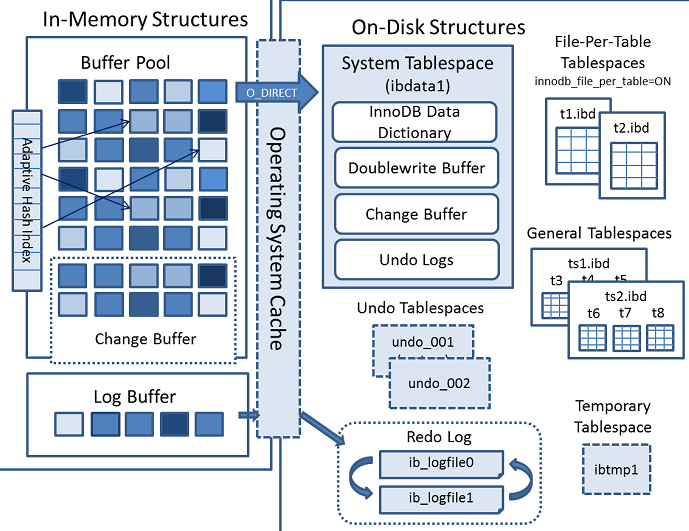 In-Memory Structures
Buffer Pool
Adaptive Hash Index
Change Buffer
Log Buffer
O_DIRECT
Operating System Cache
On-Disk Structures
System Tablespace
(ibdata1)
InnoDB Data
Dictionary
Doublewrite Buffer
Change Buffer
Undo Logs
Undo Tablespaces
undo_001
undo_002
Redo Log
ib_logfile0
ib_logfile1
File-Per-Table
Tablespaces
innodb_file_per_table=ON
t1.ibd
t2.ibd
General Tablespaces
ts1.ibd
t3 t4 t5
ts2.ibd
t6 t7 t8
Temporary
Tablespace
ibtmp1